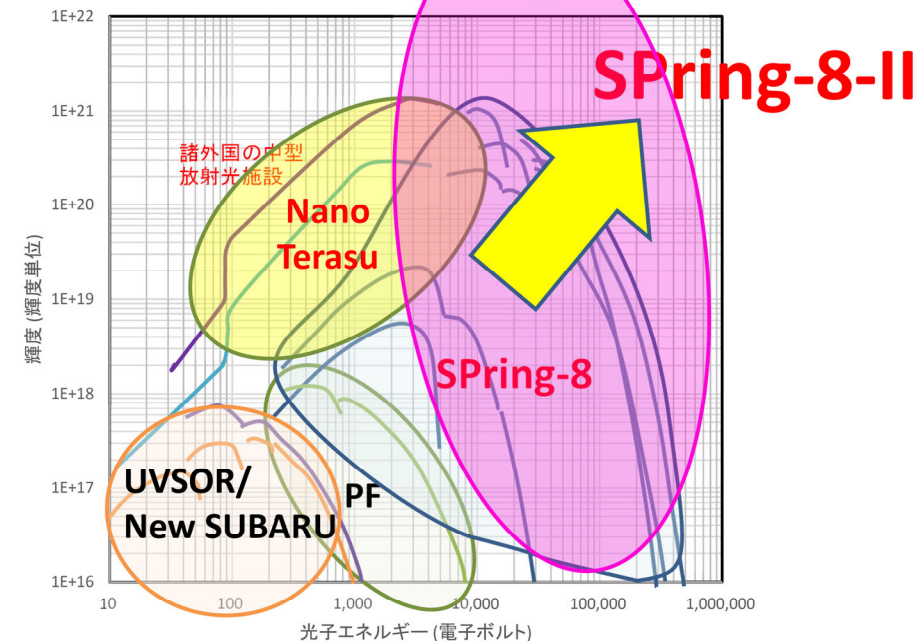 1E+22
SPring-8-II
1E+21
諸外国の中型
放射光施設
1E+20
Nano
Terasu
輝度 (輝度単位)
1E+19
SPring-8
1E+18
UVSOR/
New SUBARU
PF
1E+17
1E+16
10
100
1,000
10,000
100,000
1,000,000
光子エネルギー (電子ボルト)